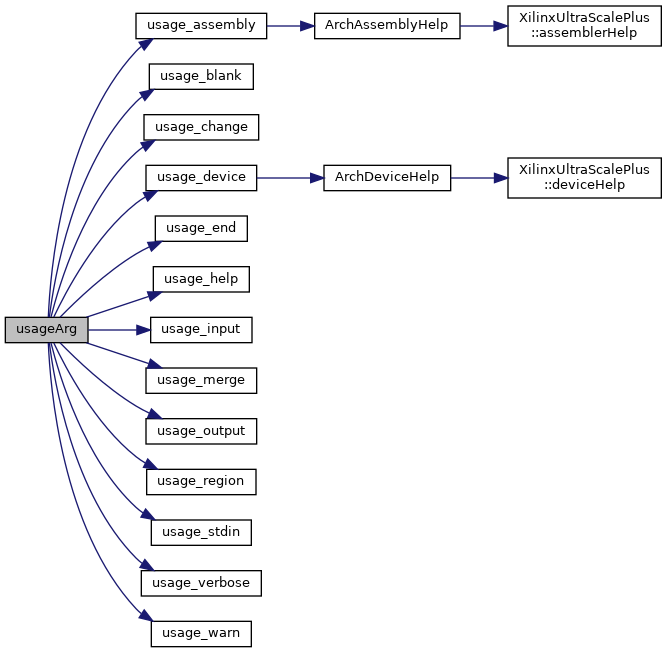 usage_assembly
ArchAssemblyHelp
XilinxUltraScalePlus
::assemblerHelp
usage_blank
usage_change
usage_device
ArchDeviceHelp
XilinxUltraScalePlus
::deviceHelp
usage_end
usage_help
usageArg
usage_input
usage_merge
usage_output
usage_region
usage_stdin
usage_verbose
usage_warn